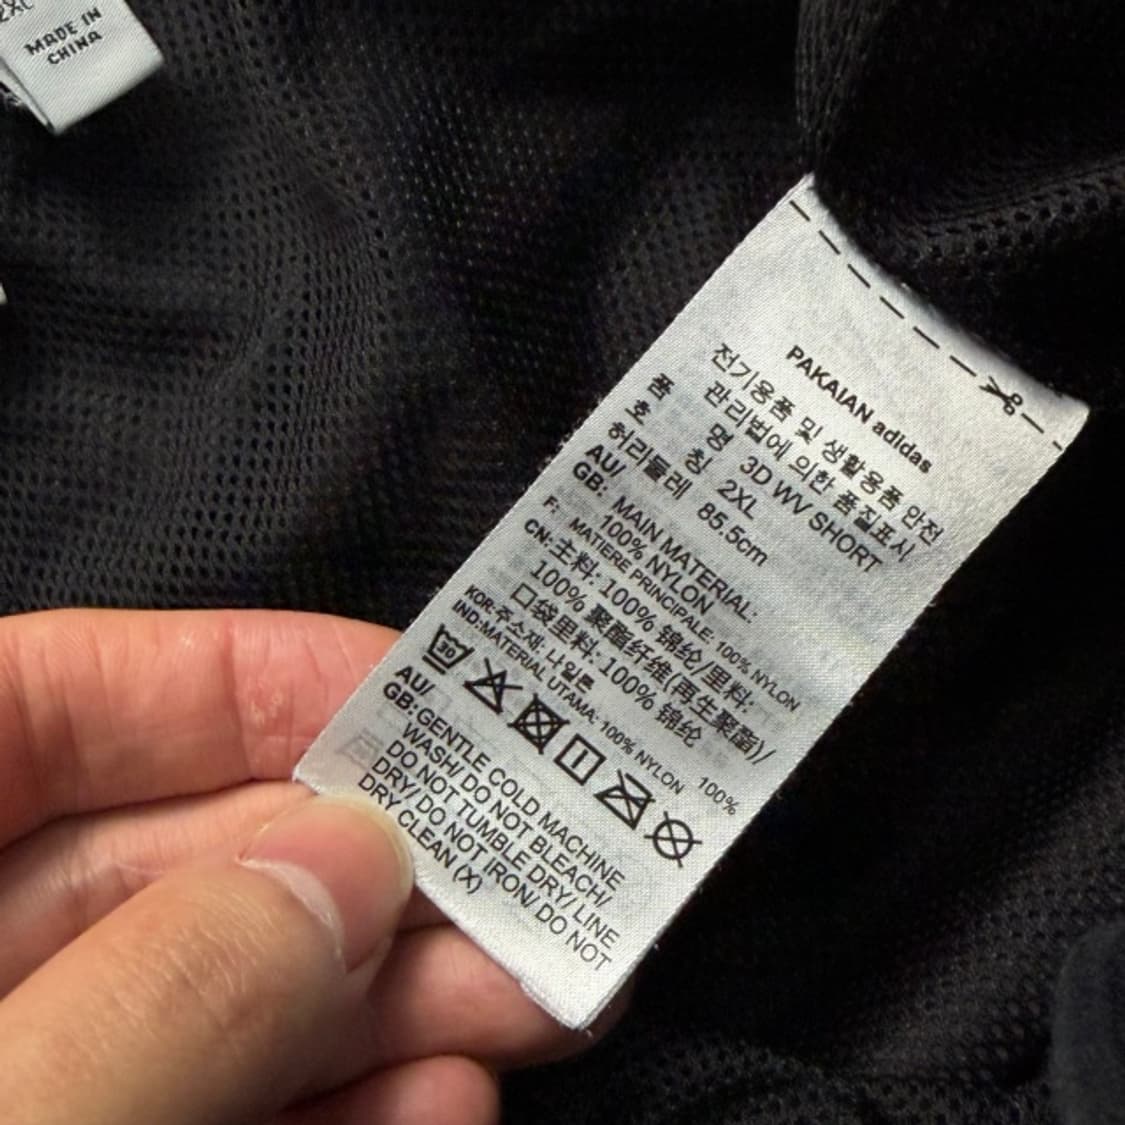 2XL
MADE IN
CHINA
PAKAIAN adidas
전기용품 및 생활용품 안전
관리법에 의한 품질표시
품 명 3D WV SHORT
호 칭 2XL
허리둘레 85.5cm
AU/
GB: MAIN MATERIAL:
100% NYLON
F: MATIERE PRINCIPALE: 100% NYLON
CN:主料: 100% 锦纶/里料:
100% 聚酯纤维(再生聚酯)/
口袋里料: 100% 锦纶
KOR:주소재: 나일론 100%
IND:MATERIAL UTAMA: 100% NYLON
30
AU/
GB:GENTLE COLD MACHINE
WASH/ DO NOT BLEACH/
DO NOT TUMBLE DRY/ LINE
DRY/ DO NOT IRON/ DO NOT
DRY CLEAN (X)